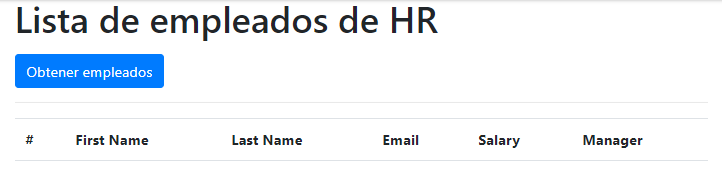 Lista de empleados de HR
Obtener empleados
# First Name Last Name Email Salary Manager